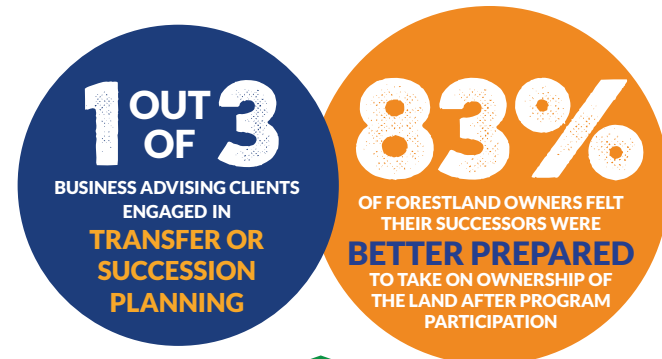 1 OUT OF 3
BUSINESS ADVISING CLIENTS
ENGAGED IN
TRANSFER OR
SUCCESSION
PLANNING
83%
OF FORESTLAND OWNERS FELT
THEIR SUCCESSORS WERE
BETTER PREPARED
TO TAKE ON OWNERSHIP OF
THE LAND AFTER PROGRAM
PARTICIPATION